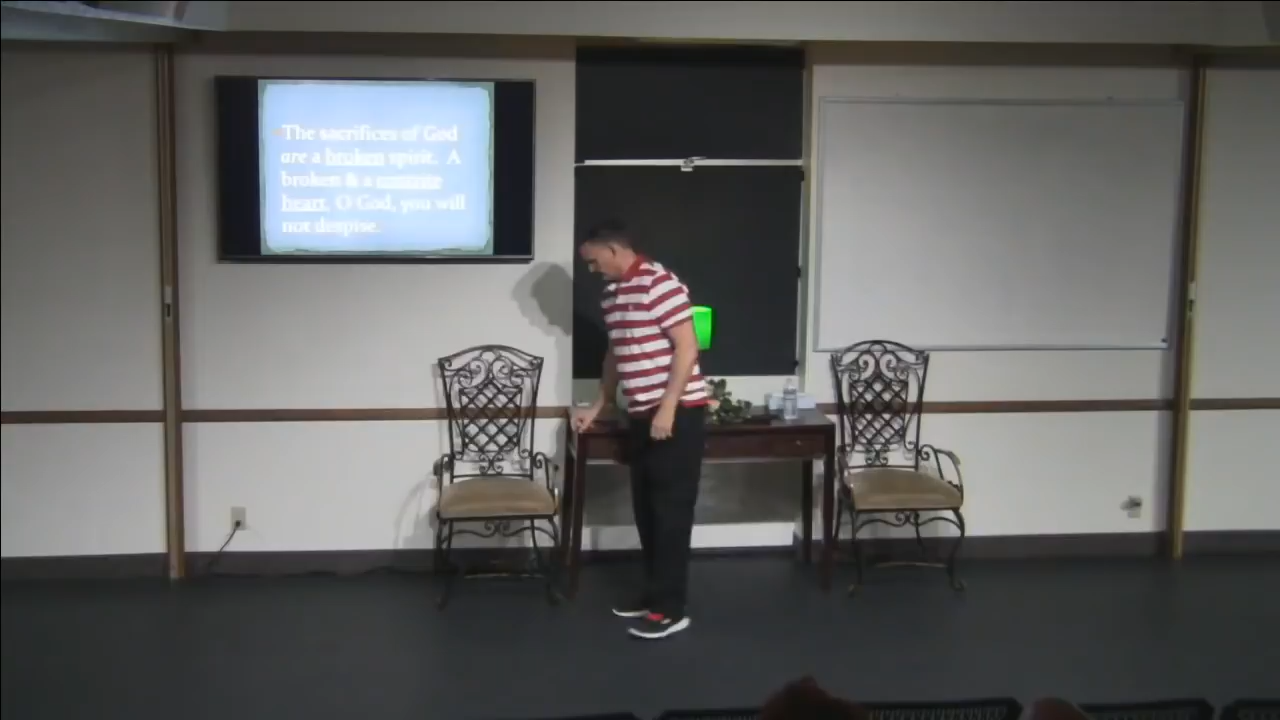 The sacrifices of God
are a broken spirit. A
broken & a contrite
heart, O God, you will
not despise.